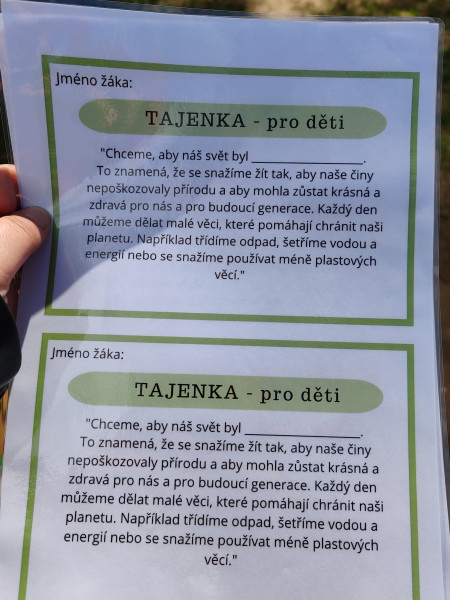 Jméno žáka:
TAJENKA - pro děti
"Chceme, aby náš svět byl ___________________.
To znamená, že se snažíme žít tak, aby naše činy
nepoškozovaly přírodu a aby mohla zůstat krásná a
zdravá pro nás a pro budoucí generace. Každý den
můžeme dělat malé věci, které pomáhají chránit naši
planetu. Například třídíme odpad, šetříme vodou a
energií nebo se snažíme používat méně plastových
věcí."
Jméno žáka:
TAJENKA - pro děti
"Chceme, aby náš svět byl ___________________.
To znamená, že se snažíme žít tak, aby naše činy
nepoškozovaly přírodu a aby mohla zůstat krásná a
zdravá pro nás a pro budoucí generace. Každý den
můžeme dělat malé věci, které pomáhají chránit naši
planetu. Například třídíme odpad, šetříme vodou a
energií nebo se snažíme používat méně plastových
věcí."